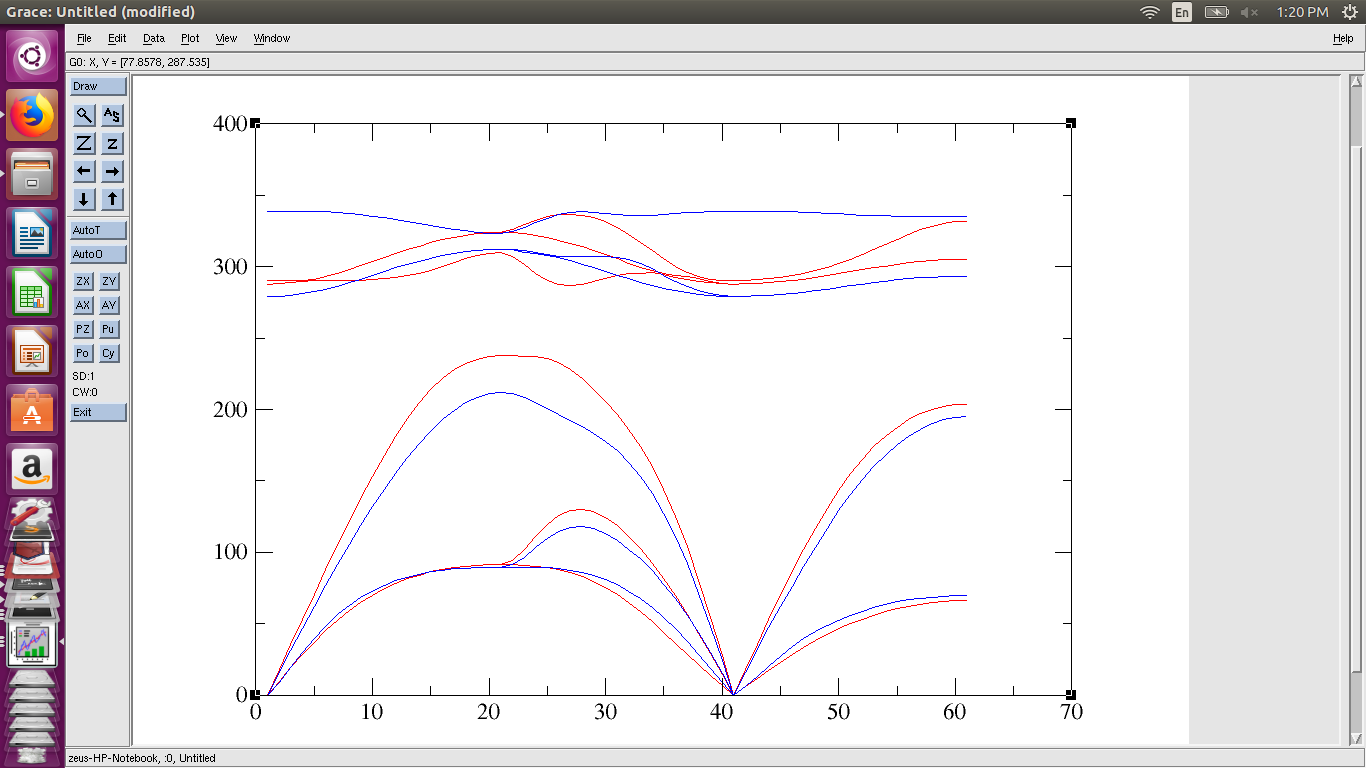 Grace: Untitled (modified)
En
1:20 PM
File Edit Data Plot View Window Help
G0: X, Y = [77.8578, 287.535]
Draw
AS
Z z
AutoT
AutoO
ZX ZY
AX AY
PZ Pu
Po Cy
SD:1
CW:0
Exit
400
300
200
100
0
0 10 20 30 40 50 60 70
A
a
zeus-HP-Notebook, :0, Untitled